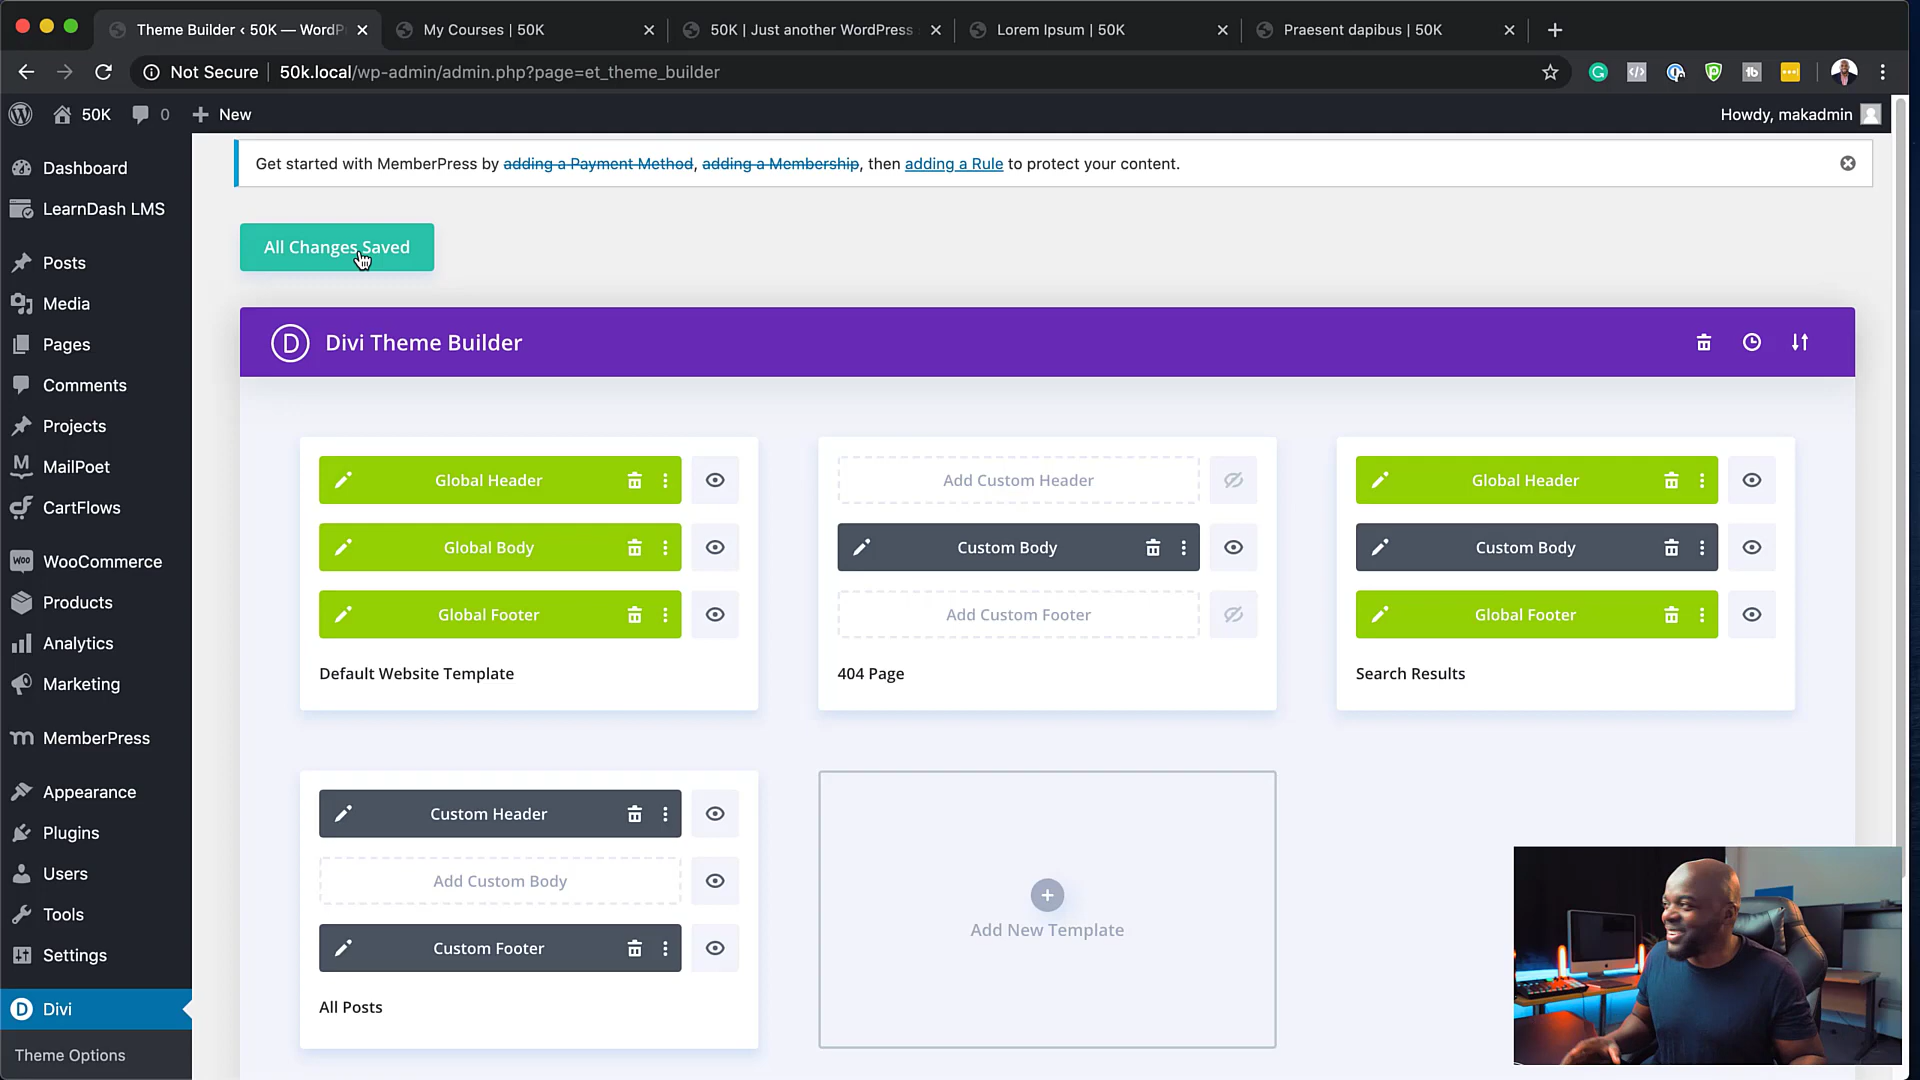 Theme Builder ‹ 50K — WordP
My Courses | 50K
50K | Just another WordPress
Lorem Ipsum | 50K
Praesent dapibus | 50K
Not Secure
50k.local/wp-admin/admin.php?page=et_theme_builder
50K
0
New
Howdy, makadmin
Dashboard
LearnDash LMS
Posts
Media
Pages
Comments
Projects
MailPoet
CartFlows
WooCommerce
Products
Analytics
Marketing
MemberPress
Appearance
Plugins
Users
Tools
Settings
Divi
Theme Options
Get started with MemberPress by adding a Payment Method, adding a Membership, then adding a Rule to protect your content.
All Changes Saved
D
Divi Theme Builder
Global Header
Global Body
Global Footer
Default Website Template
Add Custom Header
Custom Body
Add Custom Footer
404 Page
Global Header
Custom Body
Global Footer
Search Results
Custom Header
Add Custom Body
Custom Footer
All Posts
Add New Template